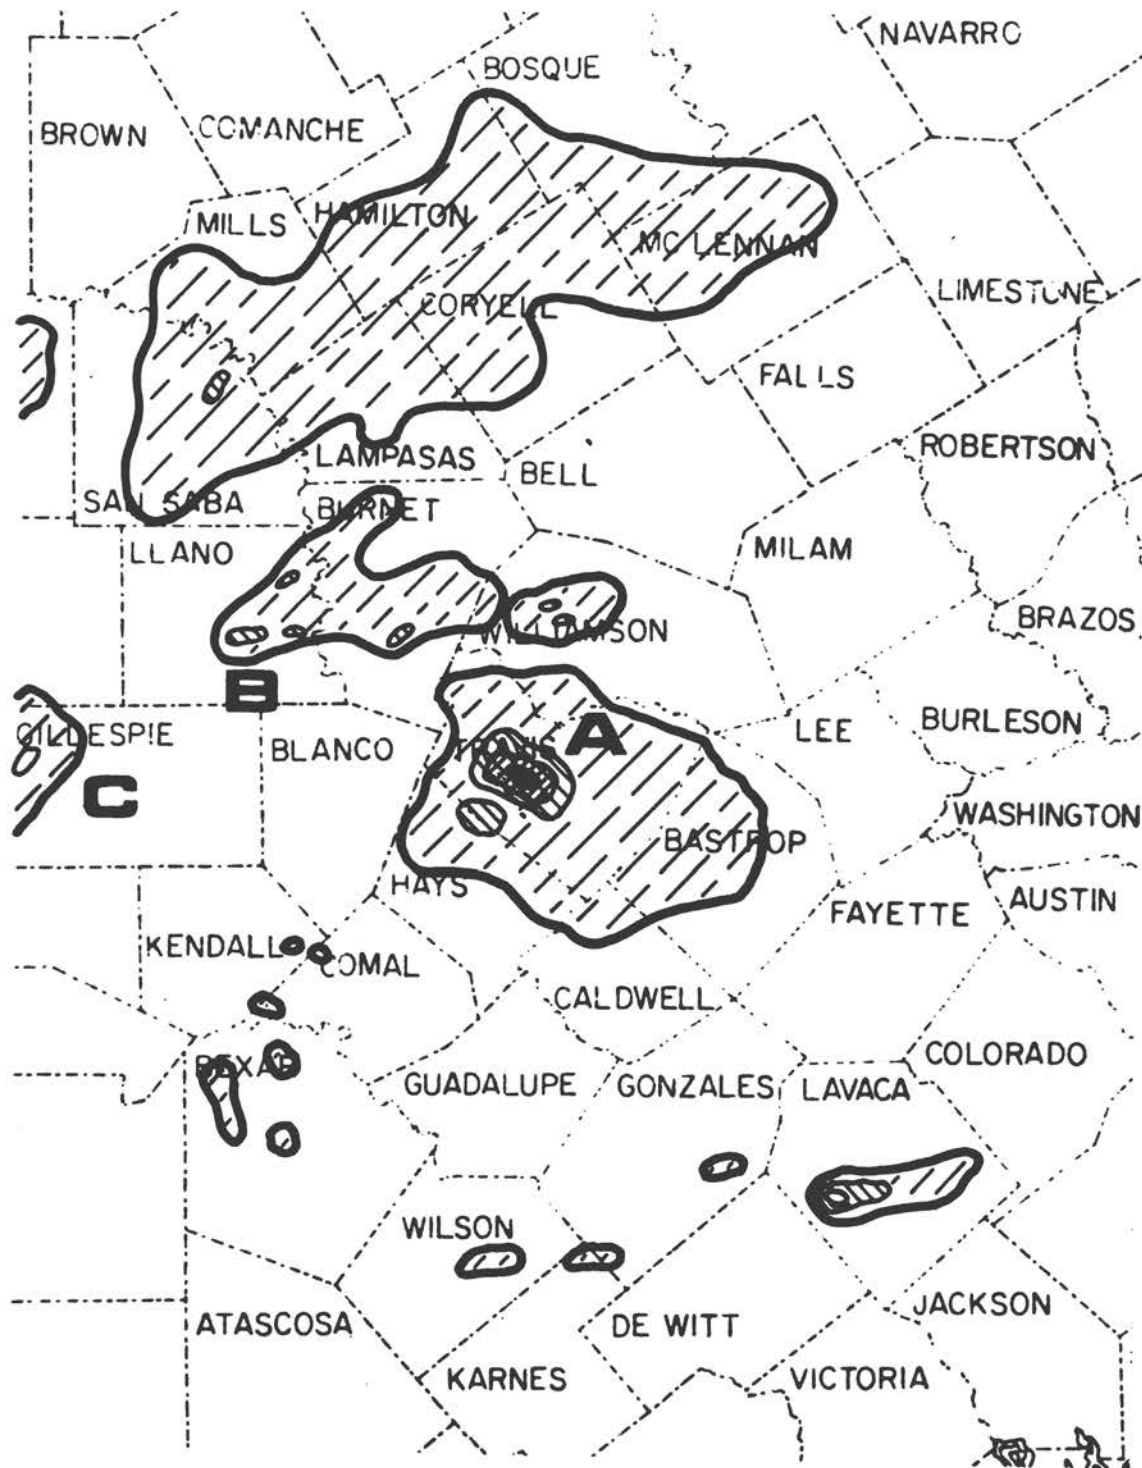 NAVARRO
BOSQUE
BROWN
COMANCHE
MILLS
HAMILTON
MC LENNAN
LIMESTONE
CORYELL
FALLS
ROBERTSON
LAMPASAS
BELL
SAN SABA
BURNET
LLANO
MILAM
BRAZOS
WILLIAMSON
B
A
GILLESPIE
BLANCO
TRAVIS
LEE
BURLESON
C
WASHINGTON
BASTROP
HAYS
FAYETTE
AUSTIN
KENDALL
COMAL
CALDWELL
BEXAR
GUADALUPE
GONZALES
LAVACA
COLORADO
WILSON
ATASCOSA
DE WITT
JACKSON
KARNES
VICTORIA